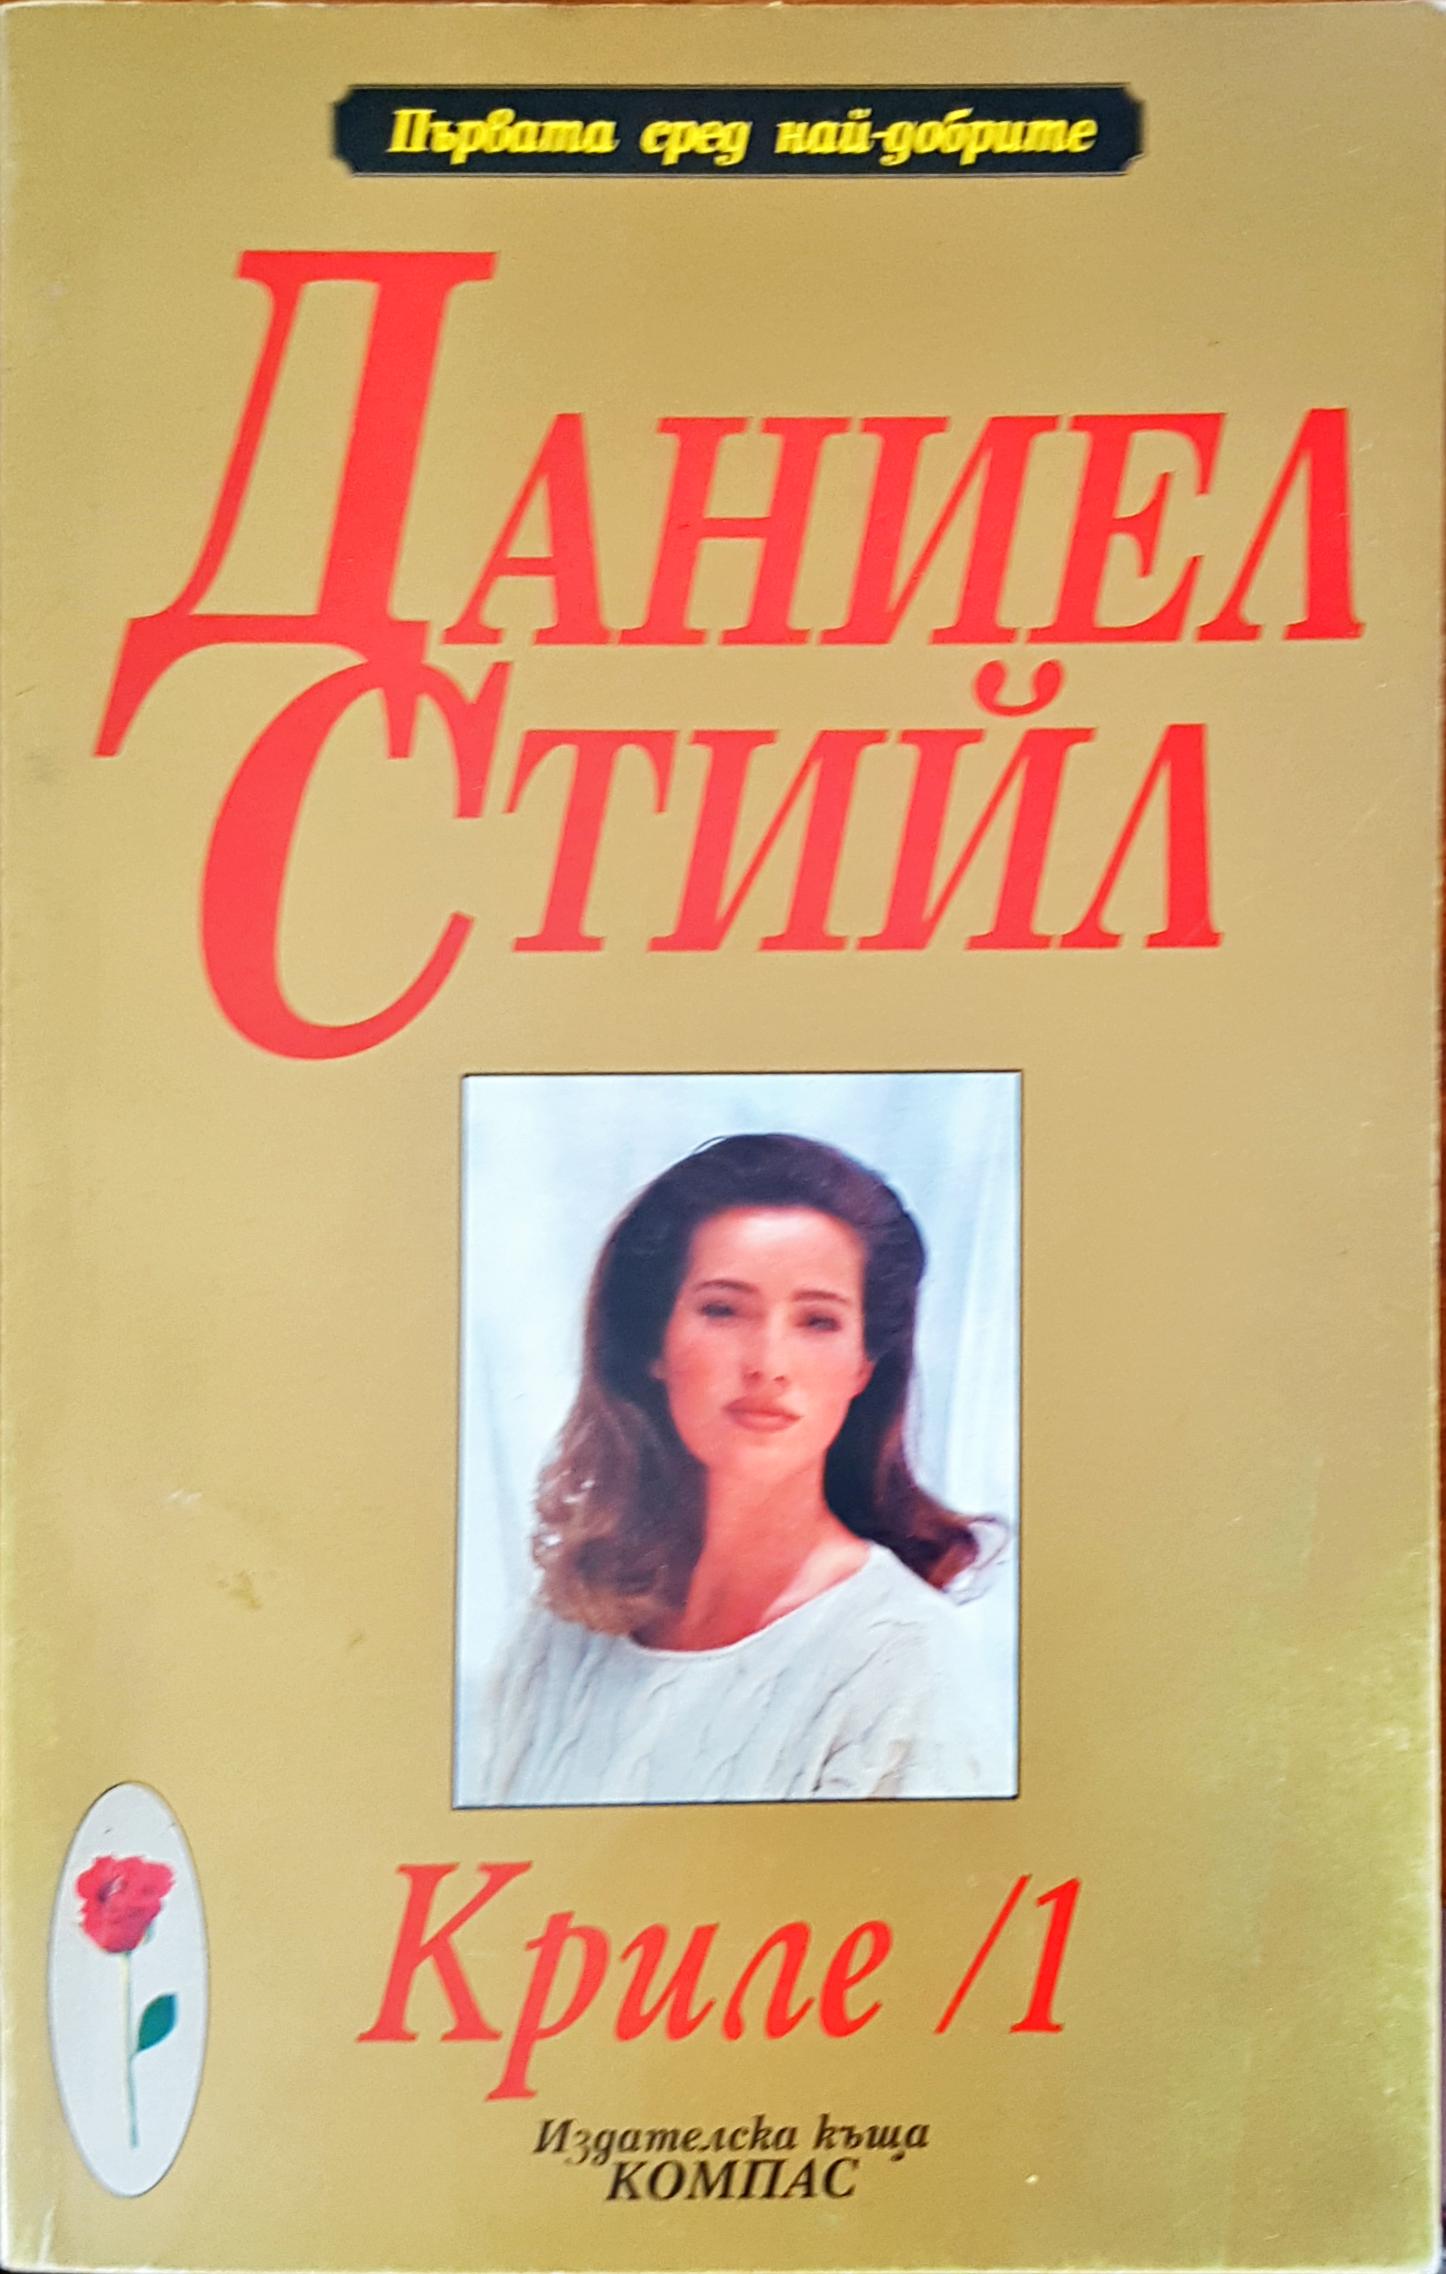 Първата сред най-добрите
ДАНИЕЛ
СТИЙЛ
Криле /1
Издателска къща
КОМПАС